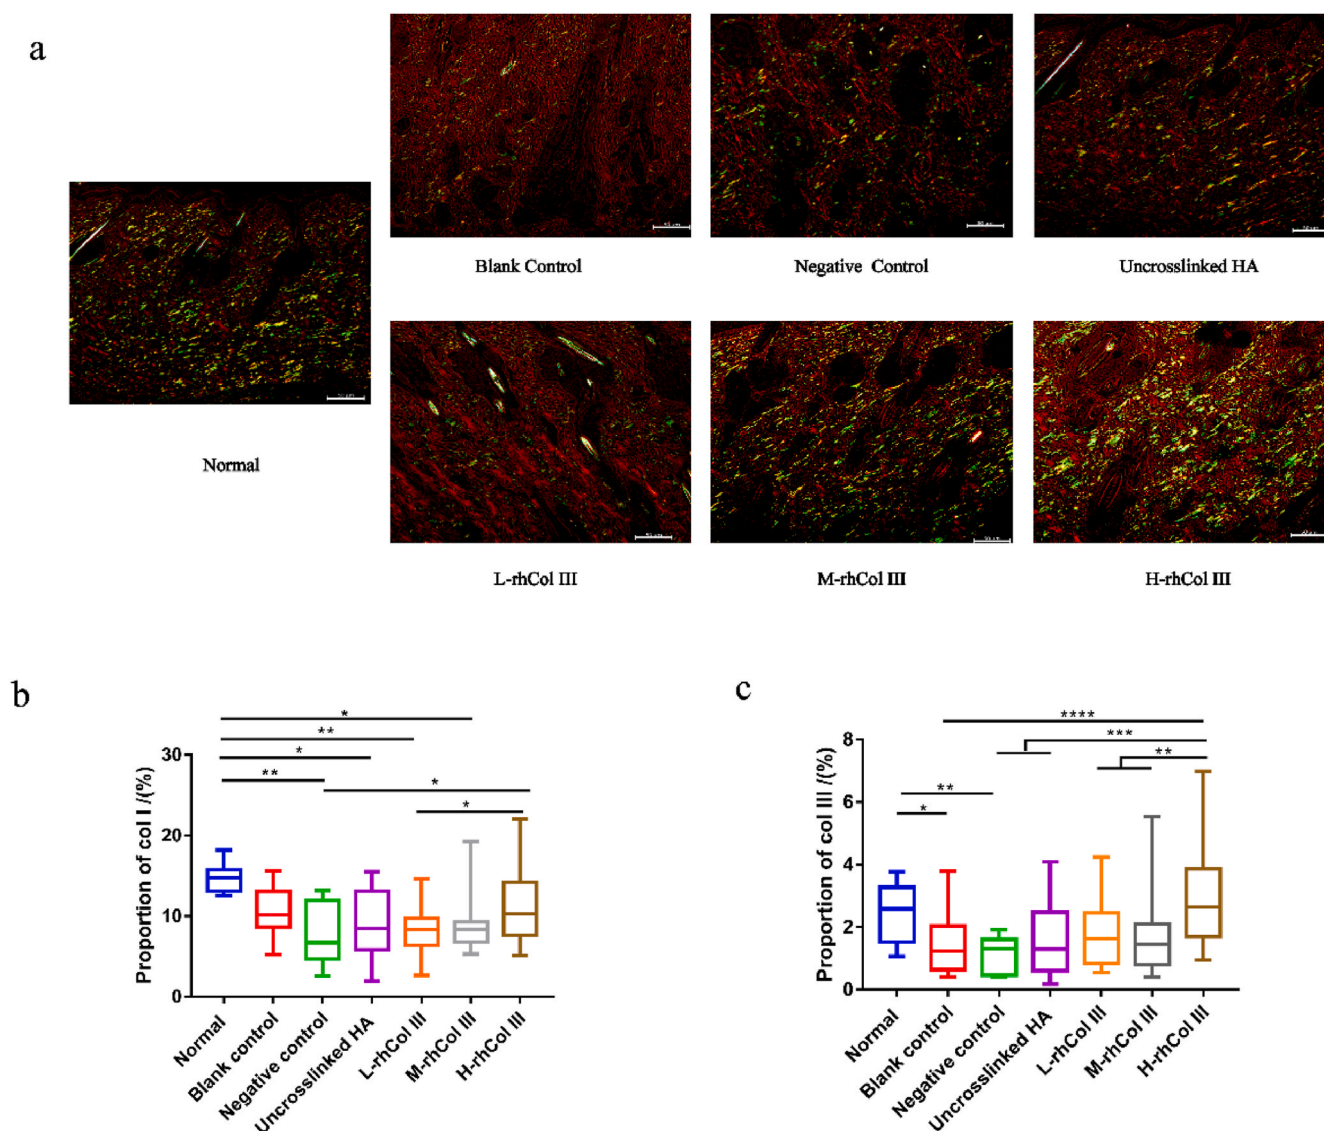 a
Blank Control
Negative Control
Uncrosslinked HA
Normal
L-rhCol III
M-rhCol III
H-rhCol III
b
Proportion of col I /(%)
30
20
10
0
*
**
*
**
*
*
Normal
Blank control
Negative control
Uncrosslinked HA
L-rhCol III
M-rhCol III
H-rhCol III
c
Proportion of col III /(%)
8
6
4
2
0
****
***
**
**
*
Normal
Blank control
Negative control
Uncrosslinked HA
L-rhCol III
M-rhCol III
H-rhCol III